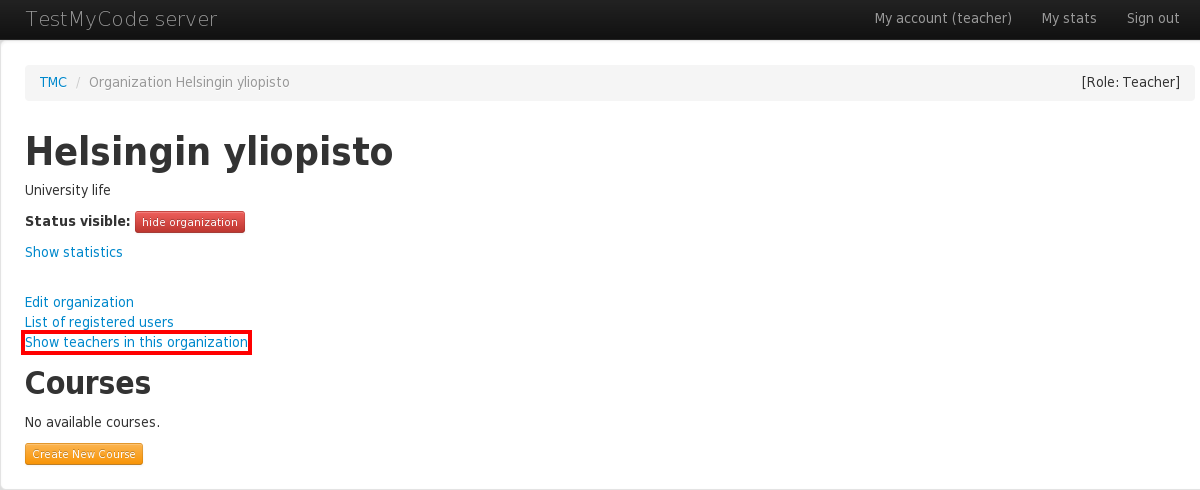 TestMyCode server My account (teacher) My stats Sign out
TMC / Organization Helsingin yliopisto [Role: Teacher]
Helsingin yliopisto
University life
Status visible: hide organization
Show statistics
Edit organization
List of registered users
Show teachers in this organization
Courses
No available courses.
Create New Course